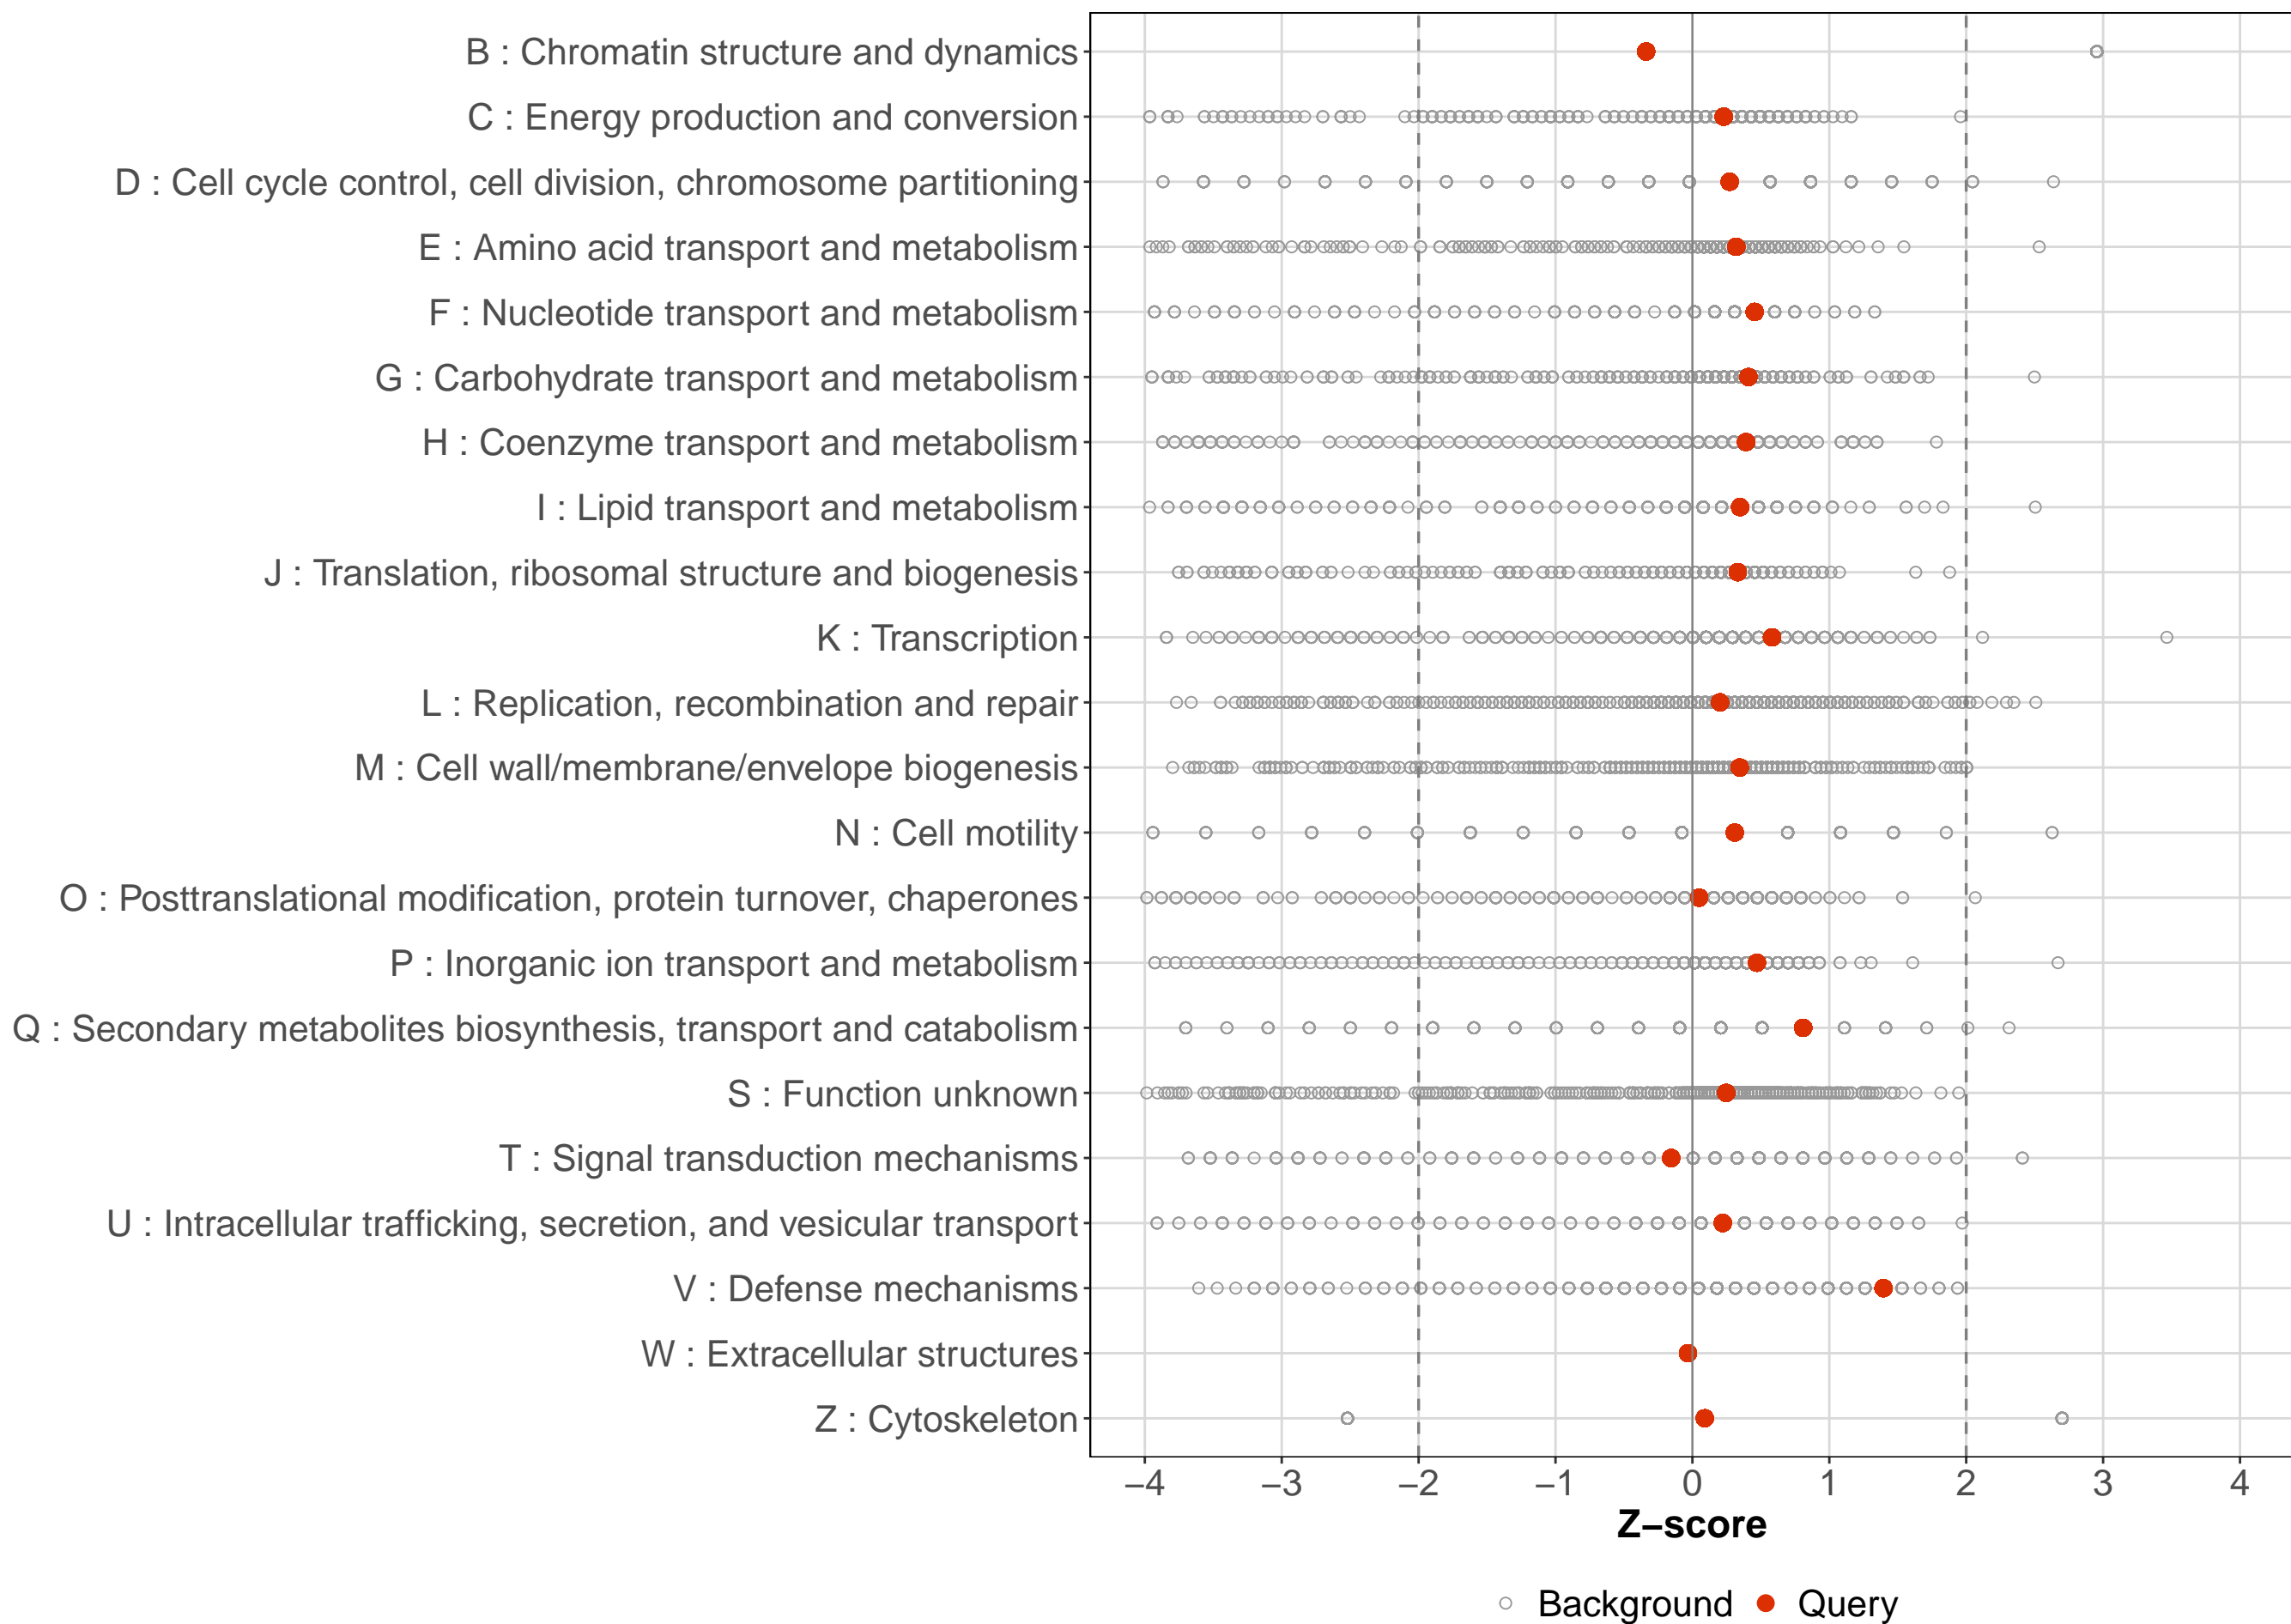 B : Chromatin structure and dynamics
C : Energy production and conversion
D : Cell cycle control, cell division, chromosome partitioning
E : Amino acid transport and metabolism
F : Nucleotide transport and metabolism
G : Carbohydrate transport and metabolism
H : Coenzyme transport and metabolism
I : Lipid transport and metabolism
J : Translation, ribosomal structure and biogenesis
K : Transcription
L : Replication, recombination and repair
M : Cell wall/membrane/envelope biogenesis
N : Cell motility
O : Posttranslational modification, protein turnover, chaperones
P : Inorganic ion transport and metabolism
Q : Secondary metabolites biosynthesis, transport and catabolism
S : Function unknown
T : Signal transduction mechanisms
U : Intracellular trafficking, secretion, and vesicular transport
V : Defense mechanisms
W : Extracellular structures
Z : Cytoskeleton
−4 −3 −2 −1 0 1 2 3 4
Z−score
Background Query